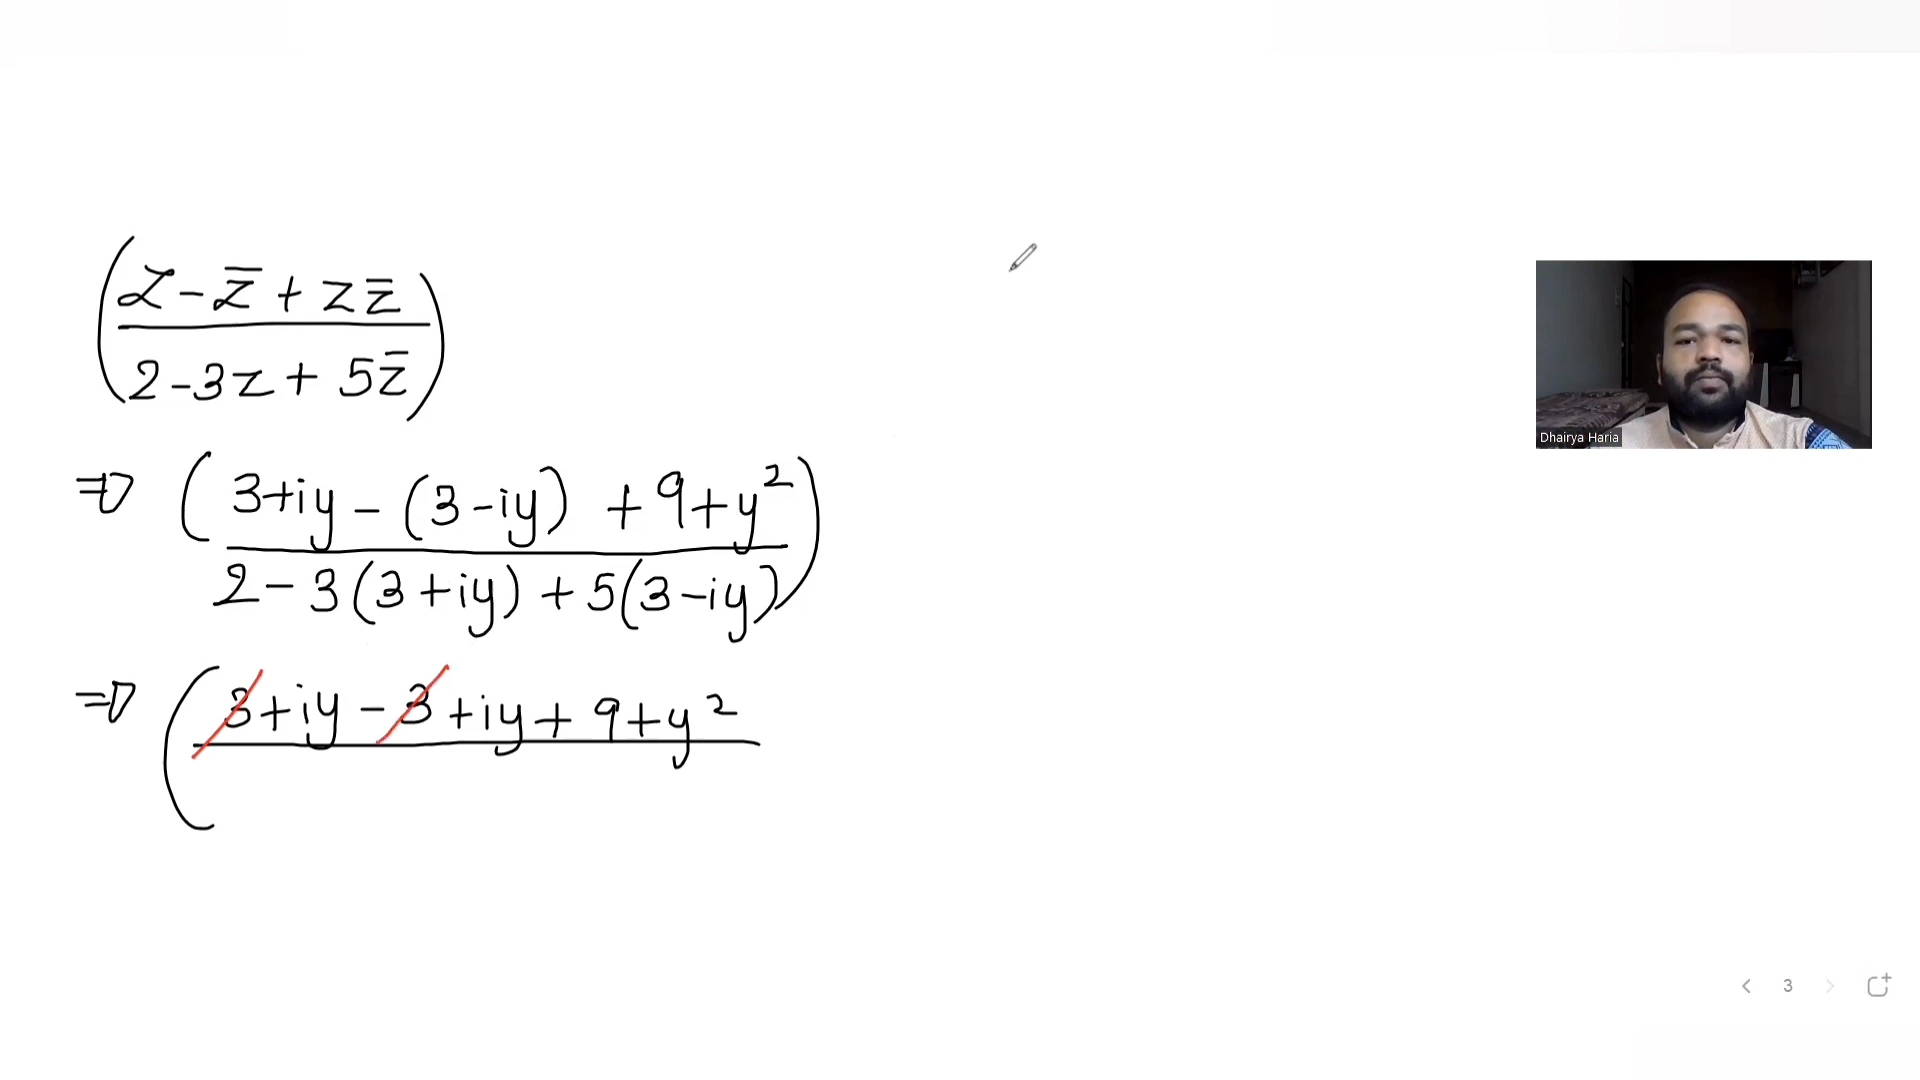 z - z̅ + z z̅
2 - 3z + 5z̅
⇒ ( 3+iy - (3-iy) + 9+y² )
2 - 3(3+iy) + 5(3-iy)
⇒ ( 3+iy - 3 +iy + 9+y²
Dhairya Haria
3